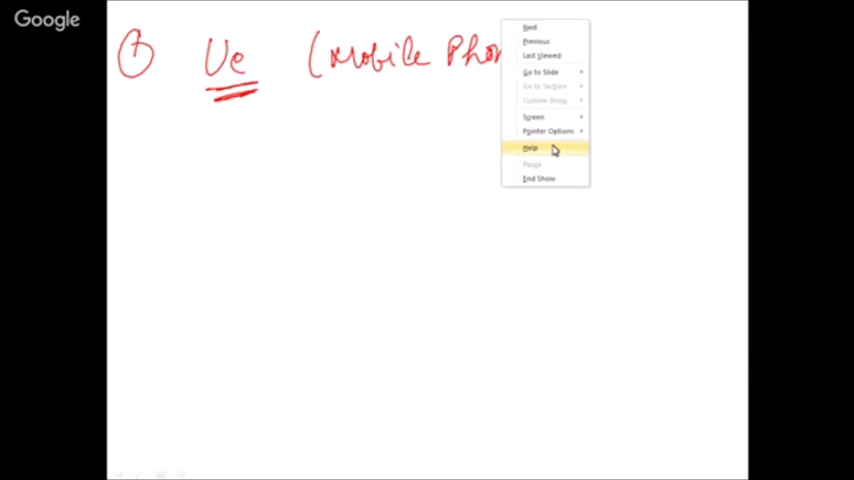 Google
① Ue (Mobile Phon
Next
Previous
Last Viewed
Go to Slide
Go to Section
Custom Show
Screen
Pointer Options
Help
Pause
End Show